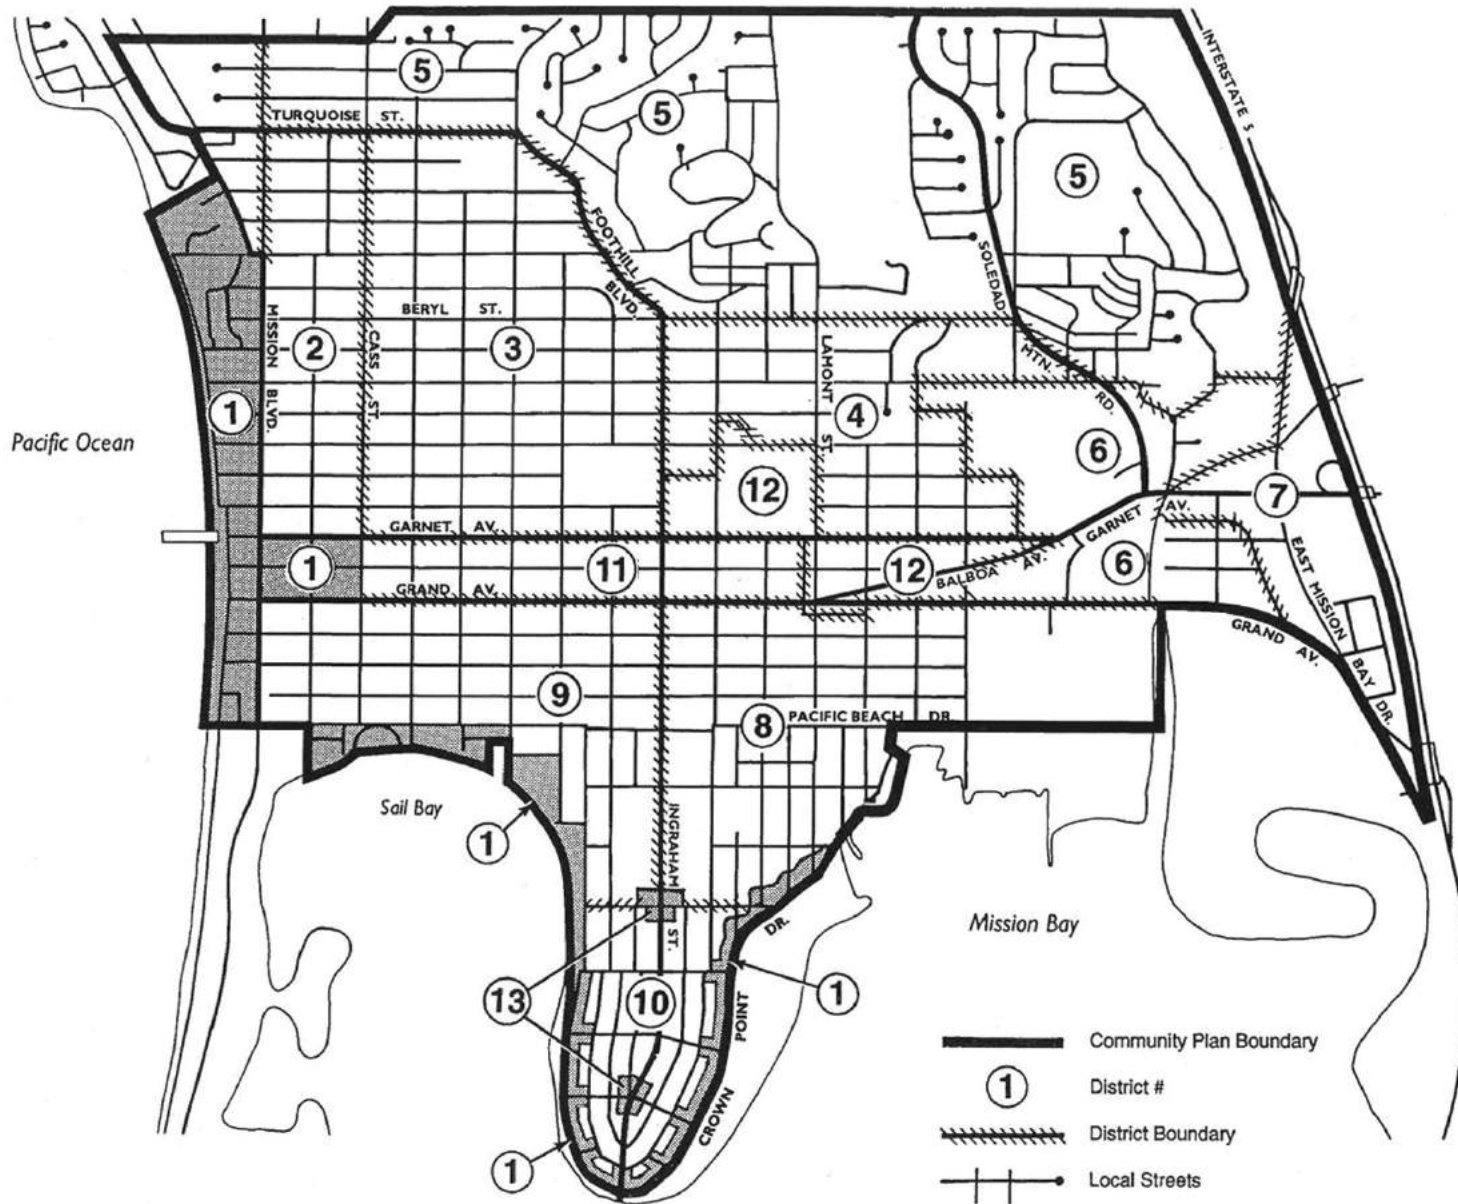 INTERSTATE 5
5
5
5
TURQUOISE ST.
FOOTHILL BLVD.
SOLEDAD MTN RD.
BERYL ST.
MISSION BLVD.
CASS ST.
LAMONT ST
2
3
1
4
6
Pacific Ocean
12
7
GARNET AV.
GARNET AV.
1
11
12
BALBOA AV.
6
GRAND AV.
EAST MISSION BAY DR.
GRAND AV.
9
8
PACIFIC BEACH DR.
Sail Bay
1
INGRAHAM ST.
Mission Bay
13
10
1
CROWN POINT DR.
1
Community Plan Boundary
1
District #
District Boundary
Local Streets